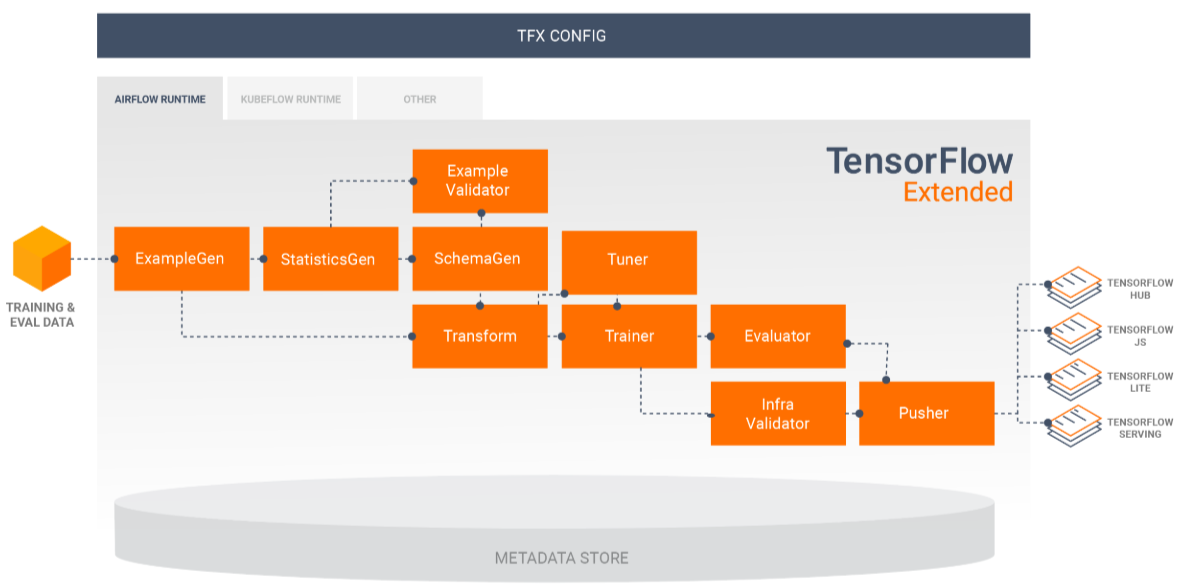 TFX CONFIG
AIRFLOW RUNTIME
KUBEFLOW RUNTIME
OTHER
TensorFlow
Extended
Example
Validator
ExampleGen
StatisticsGen
SchemaGen
Tuner
TRAINING &
EVAL DATA
Transform
Trainer
Evaluator
Infra
Validator
Pusher
TENSORFLOW
HUB
TENSORFLOW
JS
TENSORFLOW
LITE
TENSORFLOW
SERVING
METADATA STORE